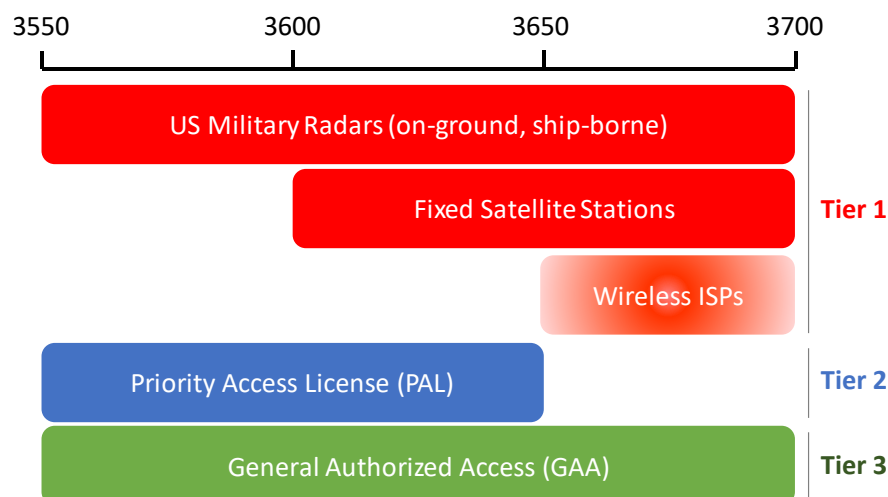 3550 3600 3650 3700
US Military Radars (on-ground, ship-borne)
Fixed Satellite Stations
Tier 1
Wireless ISPs
Priority Access License (PAL)
Tier 2
General Authorized Access (GAA)
Tier 3